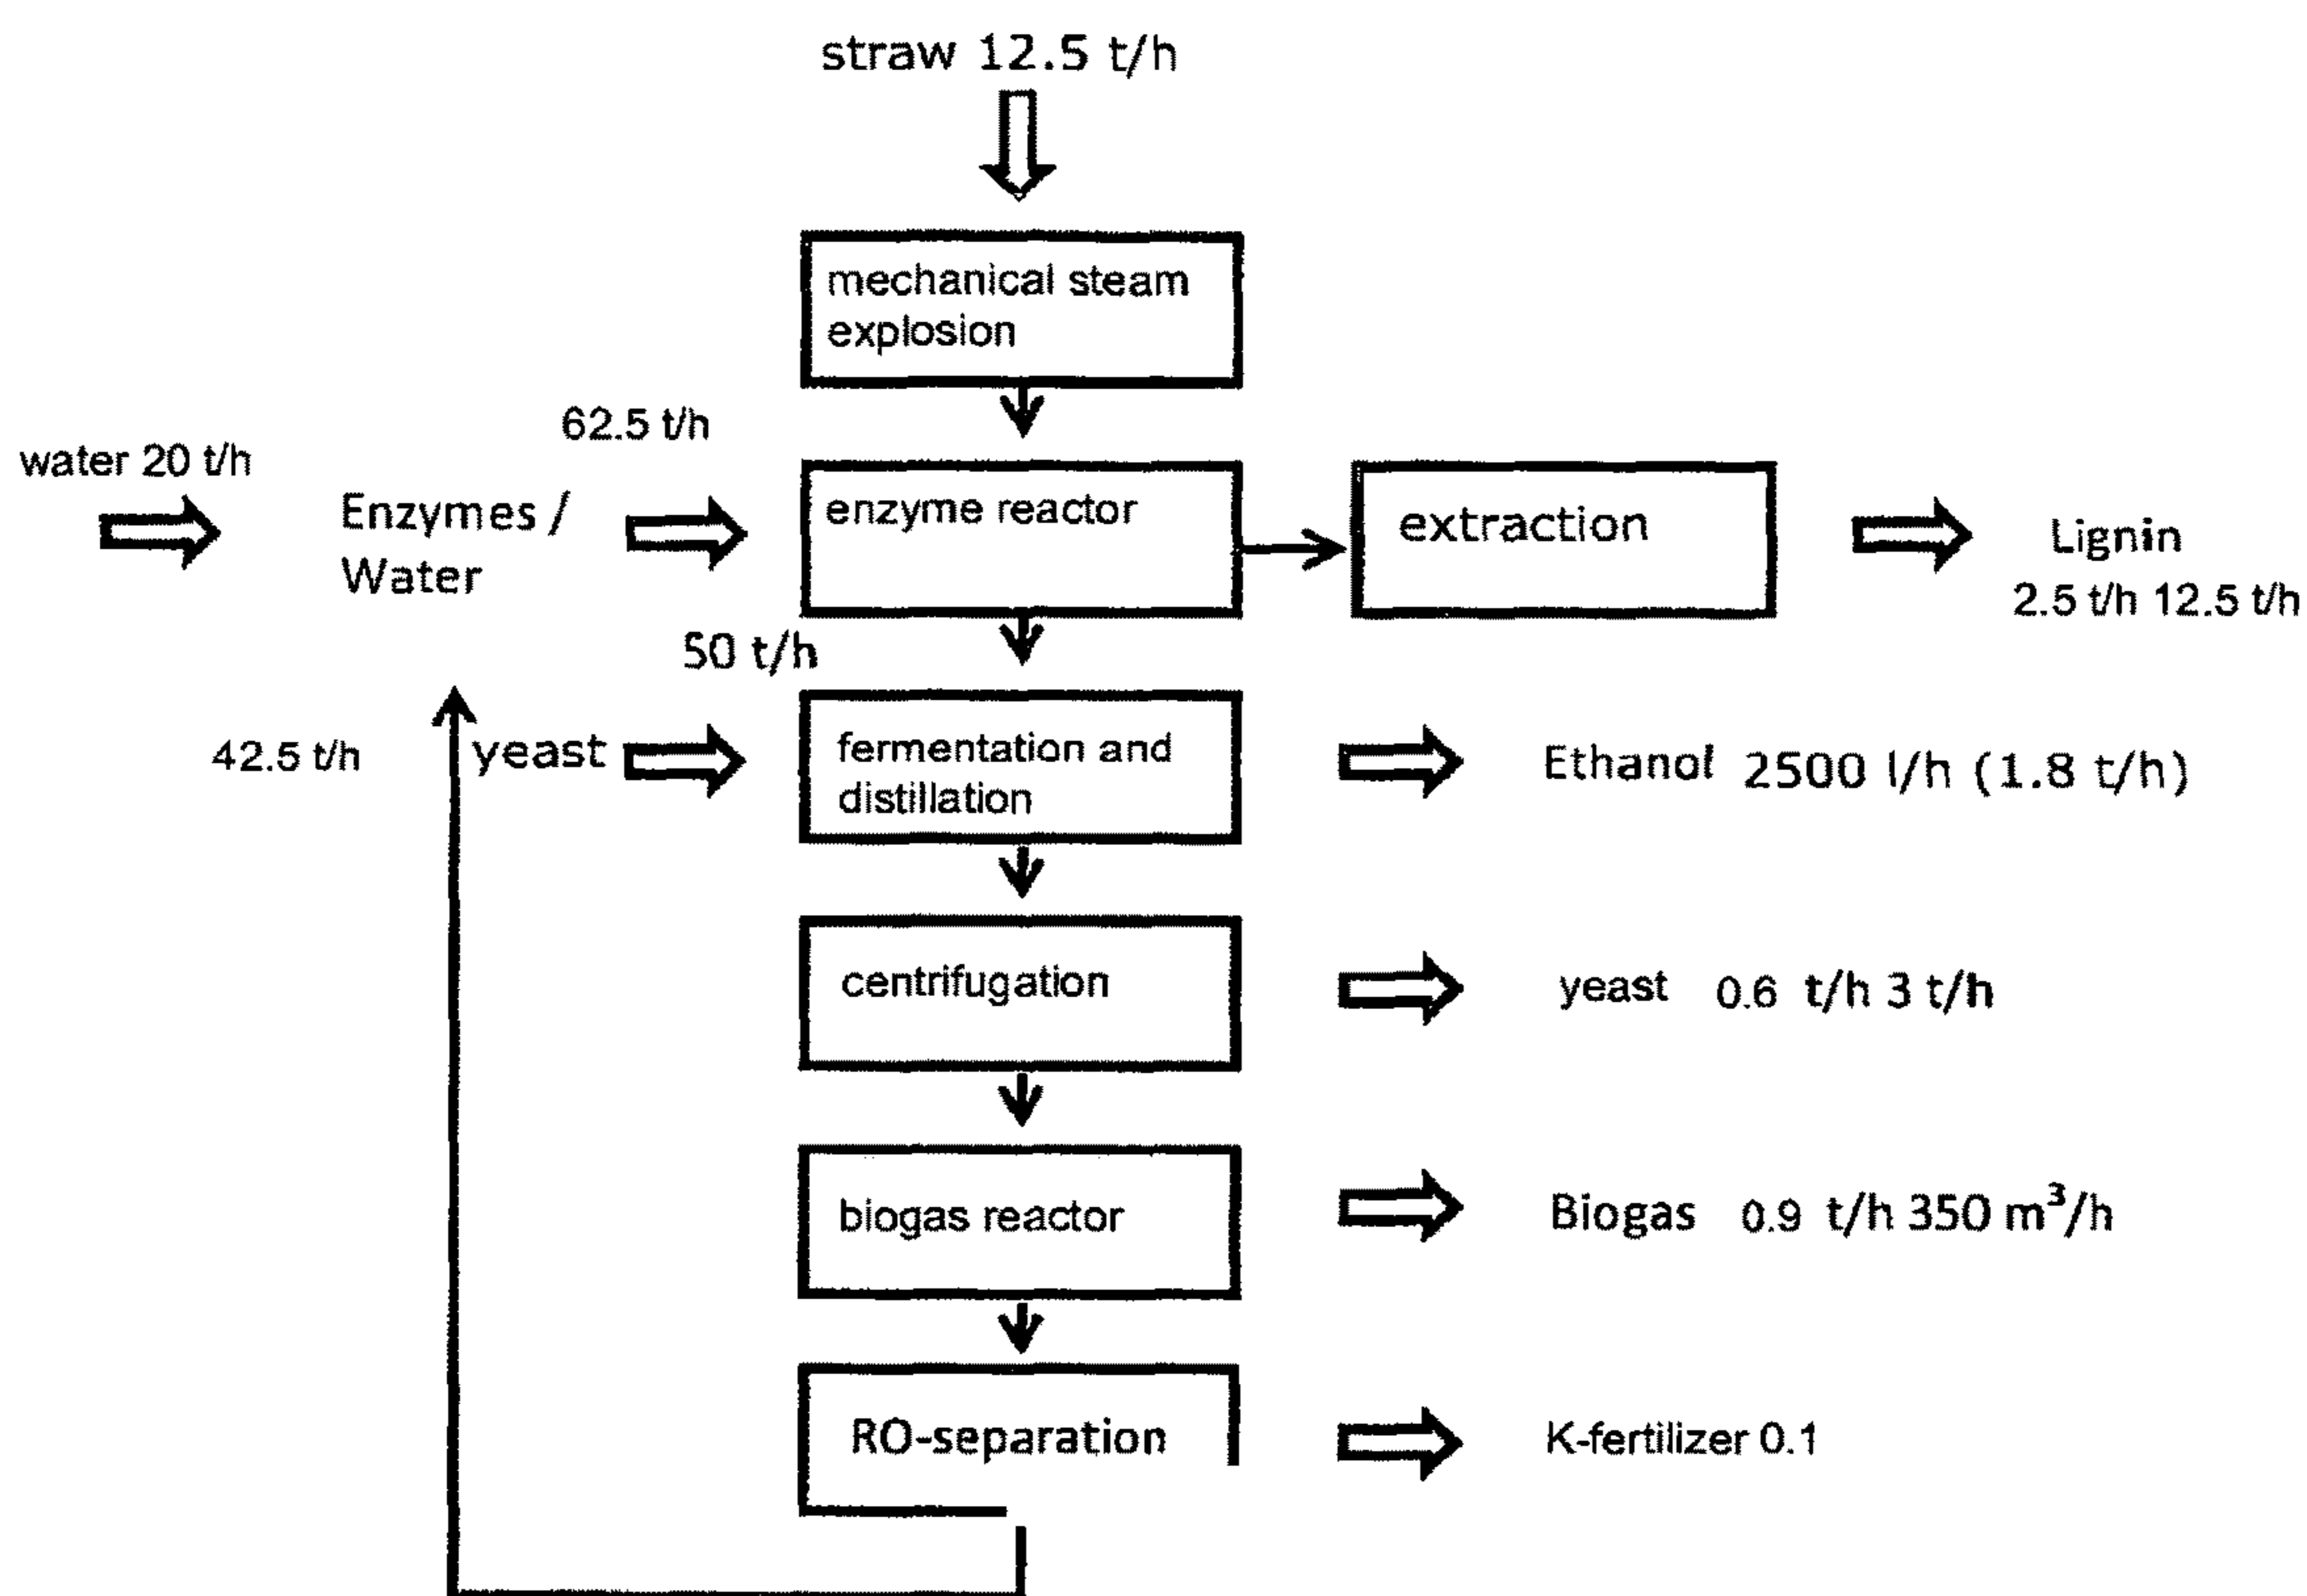 straw 12.5 t/h
mechanical steam
explosion
62.5 t/h
water 20 t/h
Enzymes /
Water
enzyme reactor
extraction
Lignin
2.5 t/h 12.5 t/h
50 t/h
42.5 t/h
yeast
fermentation and
distillation
Ethanol 2500 l/h (1.8 t/h)
centrifugation
yeast 0.6 t/h 3 t/h
biogas reactor
Biogas 0.9 t/h 350 m³/h
RO-separation
K-fertilizer 0.1